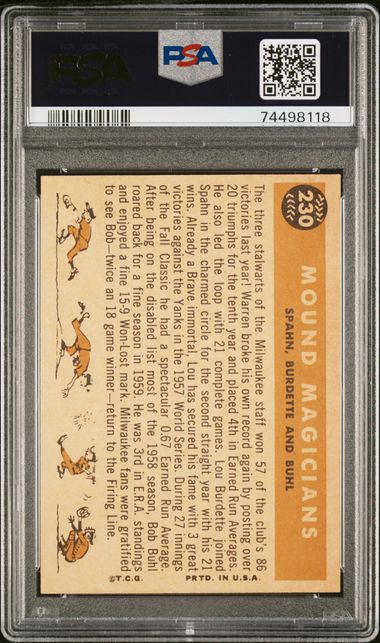 PSA
PSA
74498118
230
MOUND MAGICIANS
SPAHN, BURDETTE AND BUHL
The three stalwarts of the Milwaukee staff won 57 of the club's 86
victories last year! Warren broke his own record again by posting over
20 triumphs for the tenth year and placed 4th in Earned Run Averages.
He also led the loop with 21 complete games. Lou Burdette joined
Spahn in the charmed circle for the second straight year with his 21
wins. Already a Brave immortal, Lou has secured his fame with 3 great
victories against the Yanks in the 1957 World Series. During 27 innings
of the Fall Classic he had a spectacular 0.67 Earned Run Average.
After being on the disabled list most of the 1958 season, Bob Buhl
roared back for a fine season in 1959. He was 3rd in E.R.A. standings
and enjoyed a fine 15-9 Won-Lost mark. Milwaukee fans were gratified
to see Bob—twice an 18 game winner—return to the Firing Line.
©T.C.G. PRTD. IN U.S.A.